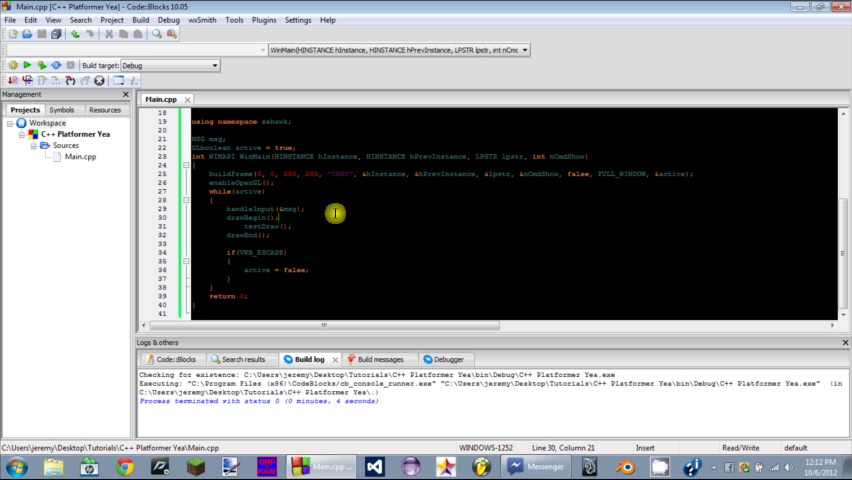 Main.cpp [C++ Platformer Yea] - Code::Blocks 10.05
File Edit View Search Project Build Debug wxSmith Tools Plugins Settings Help
WinMain(HINSTANCE hInstance, HINSTANCE hPrevInstance, LPSTR lpstr, int nCmd
Build target: Debug
Management
Projects Symbols Resources
Workspace
C++ Platformer Yea
Sources
Main.cpp
Main.cpp
18
19 using namespace zehawk;
20
21 MSG msg;
22 GLboolean active = true;
23 int WINAPI WinMain(HINSTANCE hInstance, HINSTANCE hPrevInstance, LPSTR lpstr, int nCmdShow)
24 {
25 buildFrame(0, 0, 200, 200, "TEST", &hInstance, &hPrevInstance, &lpstr, &nCmdShow, false, FULL_WINDOW, &active);
26 enableOpenGL();
27 while(active)
28 {
29 handleInput(&msg);
30 drawBegin();
31 testDraw();
32 drawEnd();
33
34 if(VKB_ESCAPE)
35 {
36 active = false;
37 }
38 }
39 return 0;
40 }
41
Logs & others
Code::Blocks Search results Build log Build messages Debugger
Checking for existence: C:\Users\jeremy\Desktop\Tutorials\C++ Platformer Yea\bin\Debug\C++ Platformer Yea.exe
Executing: "C:\Program Files (x86)\CodeBlocks/cb_console_runner.exe" "C:\Users\jeremy\Desktop\Tutorials\C++ Platformer Yea\bin\Debug\C++ Platformer Yea.exe" (in
C:\Users\jeremy\Desktop\Tutorials\C++ Platformer Yea\.)
Process terminated with status 0 (0 minutes, 4 seconds)
C:\Users\jeremy\Desktop\Tutorials\C++ Platformer Yea\Main.cpp WINDOWS-1252 Line 30, Column 21 Insert Read/Write default
Main.cpp ... Messenger 12:12 PM
10/6/2012